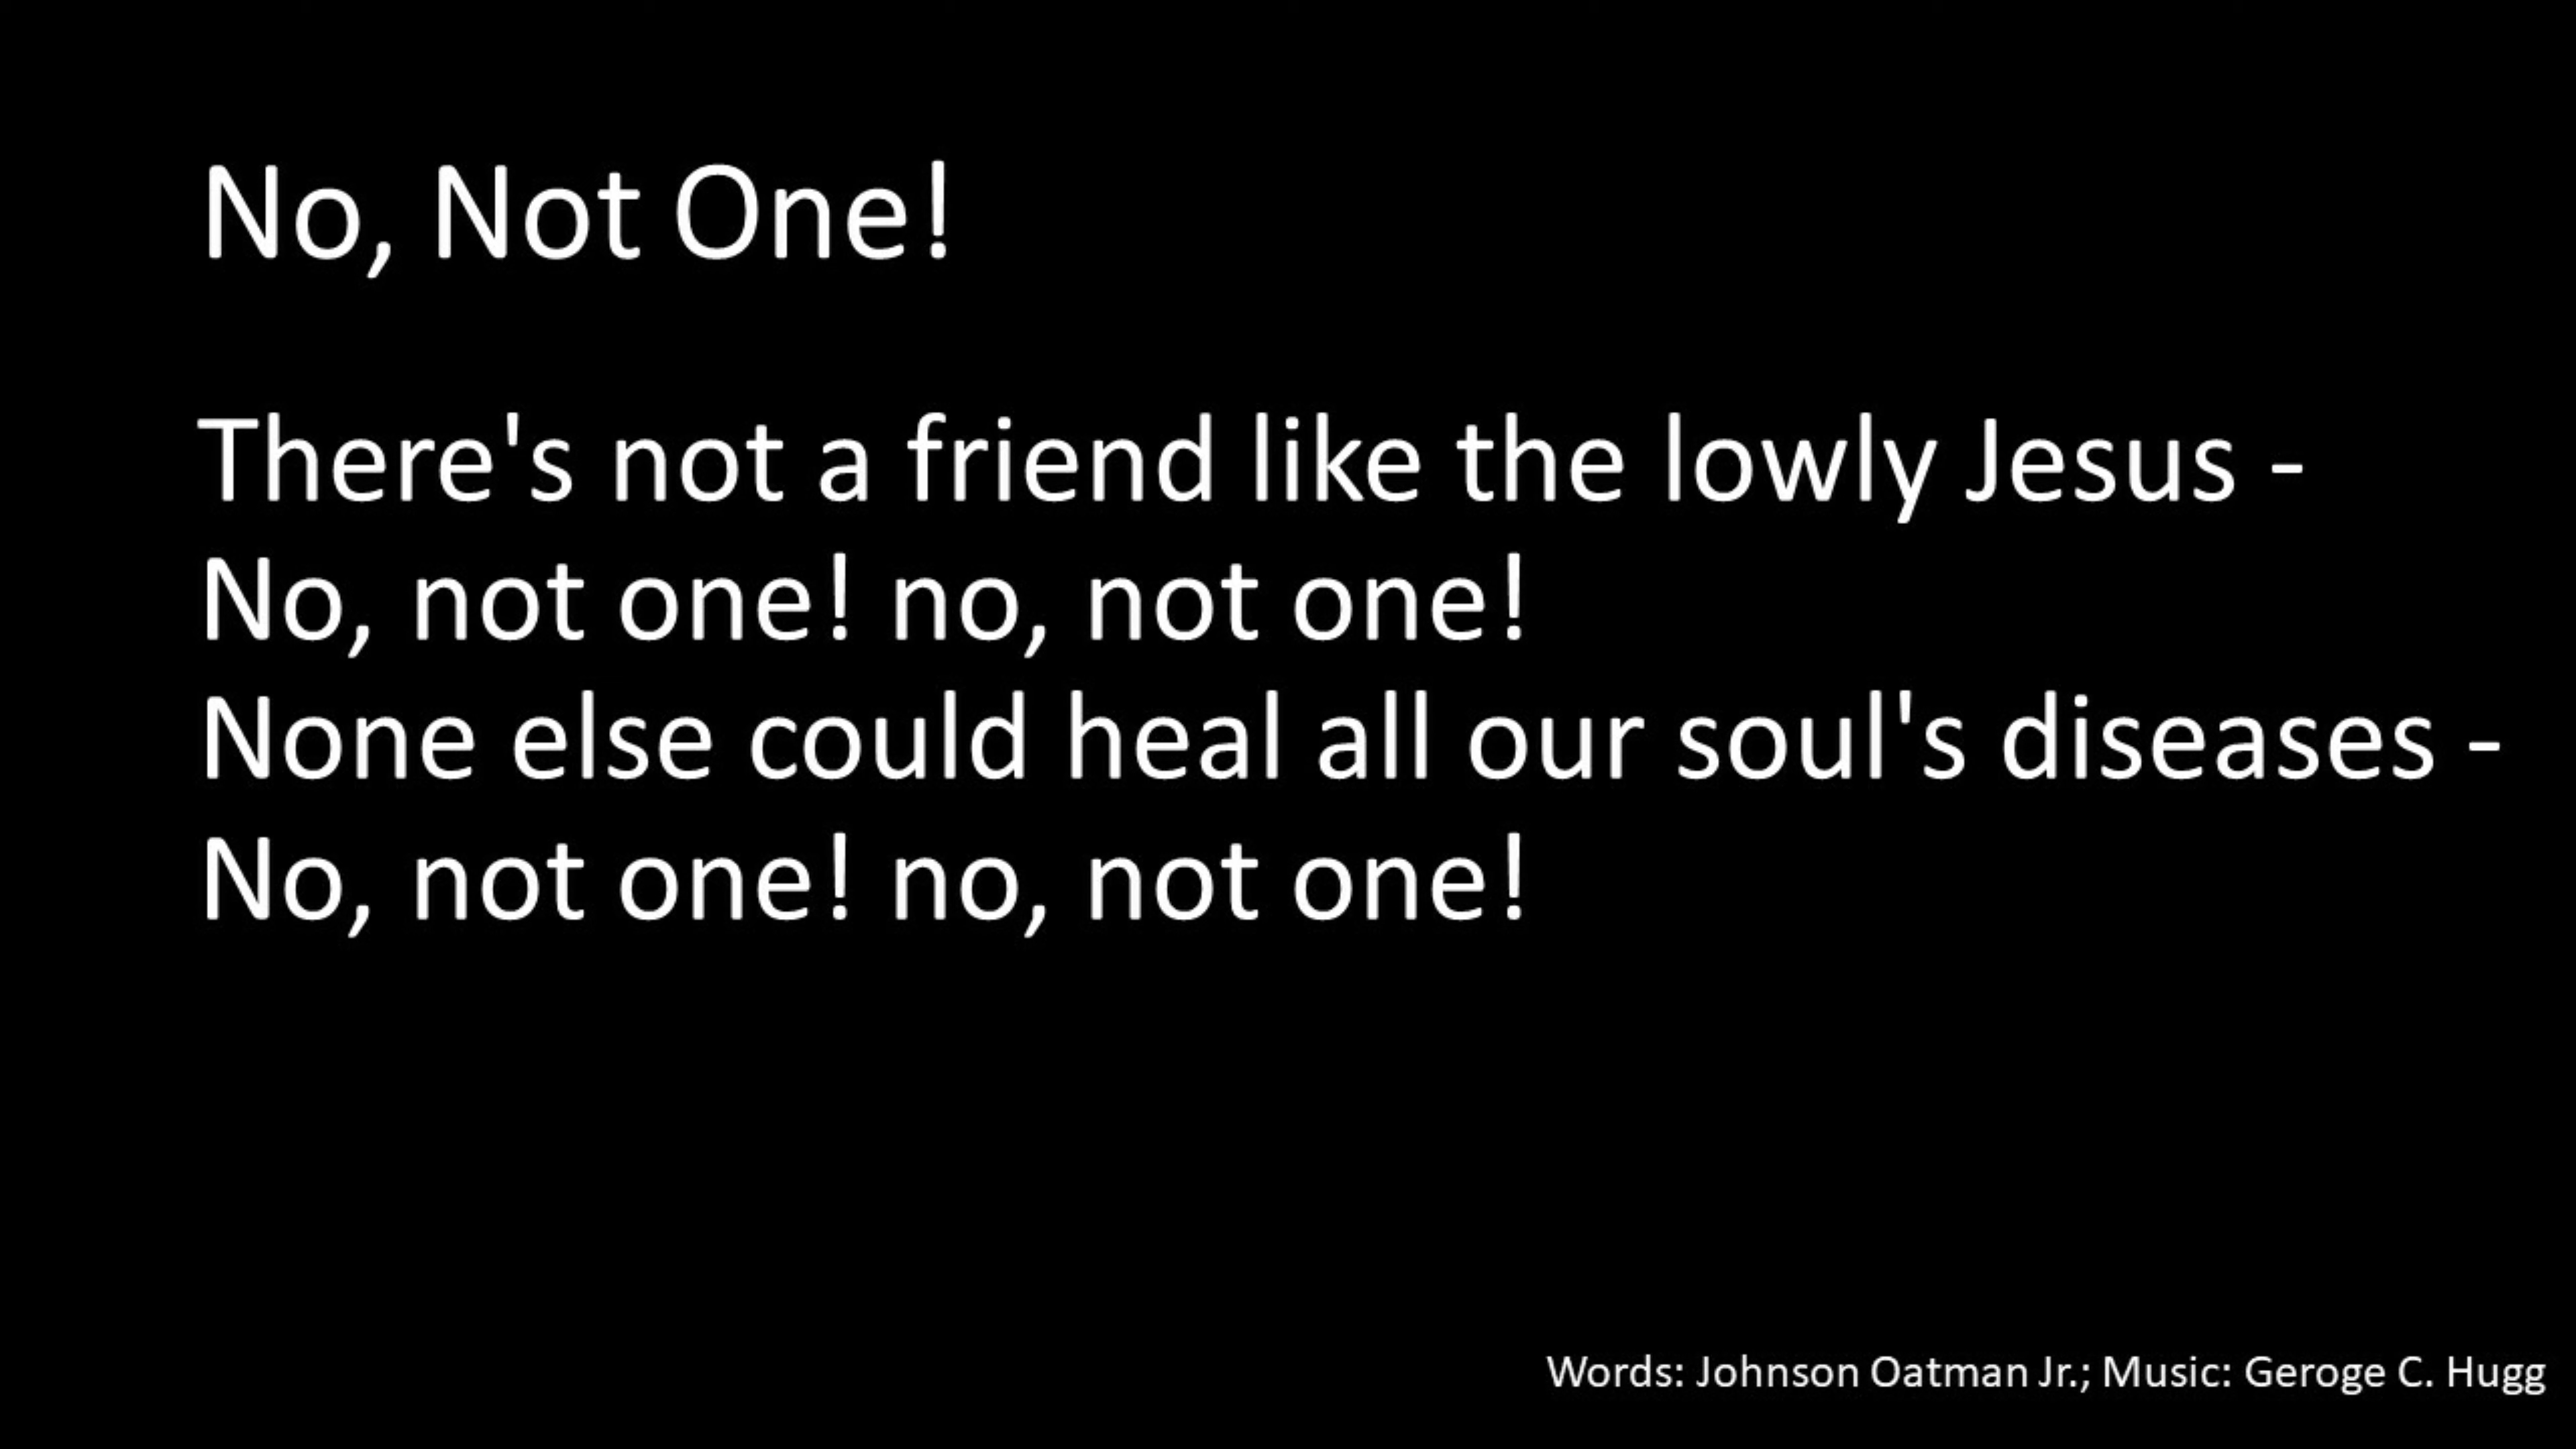 No, Not One!
There's not a friend like the lowly Jesus -
No, not one! no, not one!
None else could heal all our soul's diseases -
No, not one! no, not one!
Words: Johnson Oatman Jr.; Music: Geroge C. Hugg